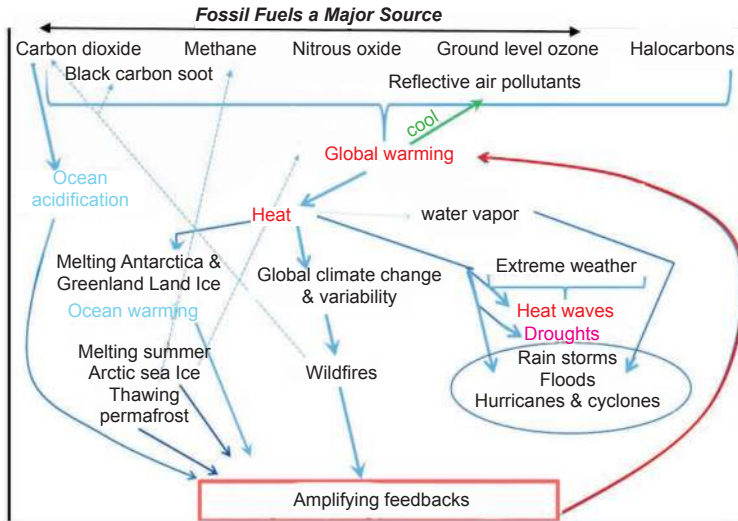 Fossil Fuels a Major Source
Carbon dioxide Methane Nitrous oxide Ground level ozone Halocarbons
Black carbon soot
Reflective air pollutants
cool
Global warming
Ocean
acidification
Heat
water vapor
Melting Antarctica &
Greenland Land Ice
Ocean warming
Global climate change
& variability
Extreme weather
Heat waves
Droughts
Melting summer
Arctic sea Ice
Thawing
permafrost
Wildfires
Rain storms
Floods
Hurricanes & cyclones
Amplifying feedbacks